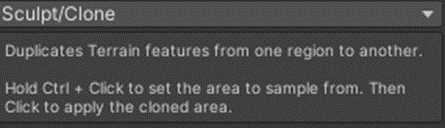 Sculpt/Clone
Duplicates Terrain features from one region to another.
Hold Ctrl + Click to set the area to sample from. Then
Click to apply the cloned area.